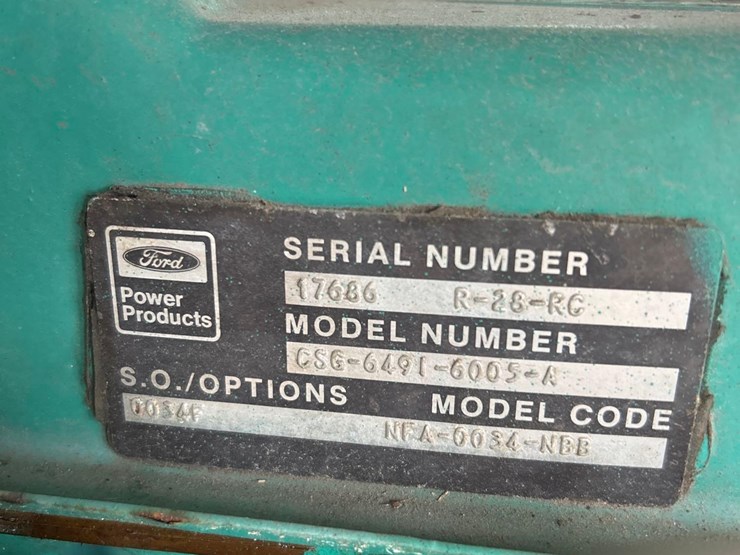 Ford
Power
Products
SERIAL NUMBER
17686 R-28-RC
MODEL NUMBER
CSG-649I-6005-A
S.O./OPTIONS MODEL CODE
0034F NFA-0034-NBB